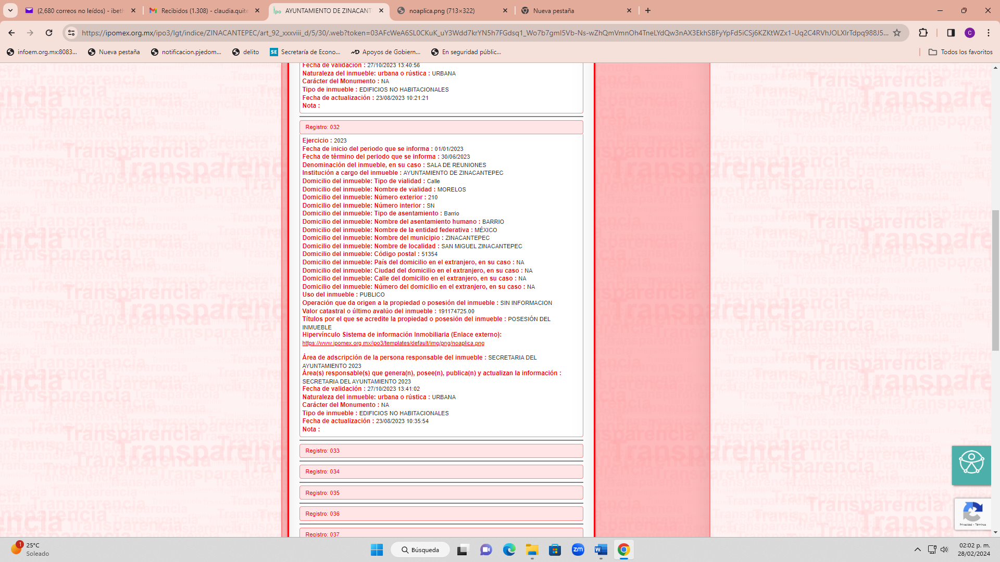 (2,680 correos no leídos) - ibeth
Recibidos (1.308) - claudia.quite
AYUNTAMIENTO DE ZINACANT
noaplica.png (713×322)
Nueva pestaña
infoem.org.mx:8083...
Nueva pestaña
notificacion.pjedom...
delito
Secretaría de Econo...
Apoyos de Gobiern...
En seguridad públic...
Todos los favoritos
Fecha de validación : 27/10/2023 13:40:56
Naturaleza del inmueble: urbana o rústica : URBANA
Carácter del Monumento : NA
Tipo de inmueble : EDIFICIOS NO HABITACIONALES
Fecha de actualización : 23/08/2023 10:21:21
Nota :
Registro: 032
Ejercicio : 2023
Fecha de inicio del periodo que se informa : 01/01/2023
Fecha de término del periodo que se informa : 30/06/2023
Denominación del inmueble, en su caso : SALA DE REUNIONES
Institución a cargo del inmueble : AYUNTAMIENTO DE ZINACANTEPEC
Domicilio del inmueble: Tipo de vialidad : Calle
Domicilio del inmueble: Nombre de vialidad : MORELOS
Domicilio del inmueble: Número exterior : 210
Domicilio del inmueble: Número interior : SN
Domicilio del inmueble: Tipo de asentamiento : Barrio
Domicilio del inmueble: Nombre del asentamiento humano : BARRIO
Domicilio del inmueble: Nombre de la entidad federativa : MÉXICO
Domicilio del inmueble: Nombre del municipio : ZINACANTEPEC
Domicilio del inmueble: Nombre de localidad : SAN MIGUEL ZINACANTEPEC
Domicilio del inmueble: Código postal : 51354
Domicilio del inmueble: País del domicilio en el extranjero, en su caso : NA
Domicilio del inmueble: Ciudad del domicilio en el extranjero, en su caso : NA
Domicilio del inmueble: Calle del domicilio en el extranjero, en su caso : NA
Domicilio del inmueble: Número del domicilio en el extranjero, en su caso : NA
Uso del inmueble : PUBLICO
Operación que da origen a la propiedad o posesión del inmueble : SIN INFORMACION
Valor catastral o último avalúo del inmueble : 191174725.00
Títulos por el que se acredite la propiedad o posesión del inmueble : POSESIÓN DEL
INMUEBLE
Hipervínculo Sistema de información Inmobiliaria (Enlace externo):
https://www.ipomex.org.mx/ipo3/templates/default/img/png/noaplica.png
Área de adscripción de la persona responsable del inmueble : SECRETARIA DEL
AYUNTAMIENTO 2023
Área(s) responsable(s) que genera(n), posee(n), publica(n) y actualizan la información :
SECRETARIA DEL AYUNTAMIENTO 2023
Fecha de validación : 27/10/2023 13:41:02
Naturaleza del inmueble: urbana o rústica : URBANA
Carácter del Monumento : NA
Tipo de inmueble : EDIFICIOS NO HABITACIONALES
Fecha de actualización : 23/08/2023 10:35:54
Nota :
Registro: 033
Registro: 034
Registro: 035
Registro: 036
Registro: 037
Privacidad - Términos
25°C
Soleado
Búsqueda
02:02 p. m.
28/02/2024